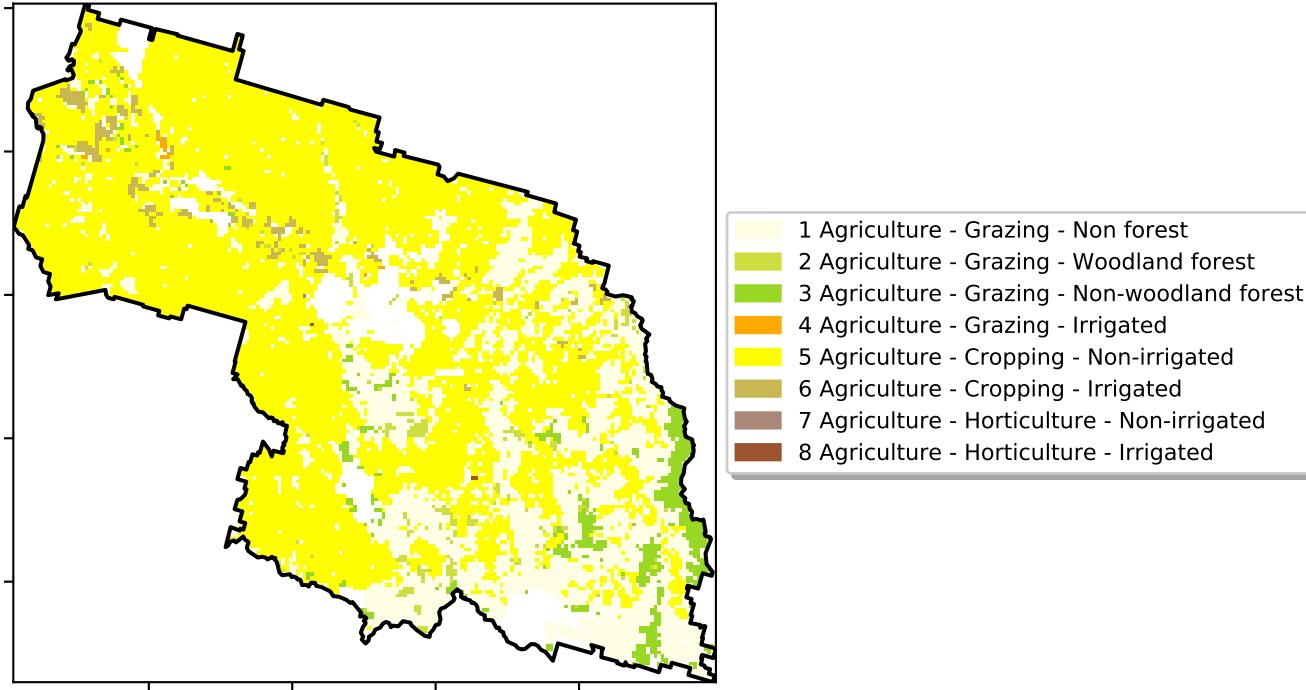 1 Agriculture - Grazing - Non forest
2 Agriculture - Grazing - Woodland forest
3 Agriculture - Grazing - Non-woodland forest
4 Agriculture - Grazing - Irrigated
5 Agriculture - Cropping - Non-irrigated
6 Agriculture - Cropping - Irrigated
7 Agriculture - Horticulture - Non-irrigated
8 Agriculture - Horticulture - Irrigated